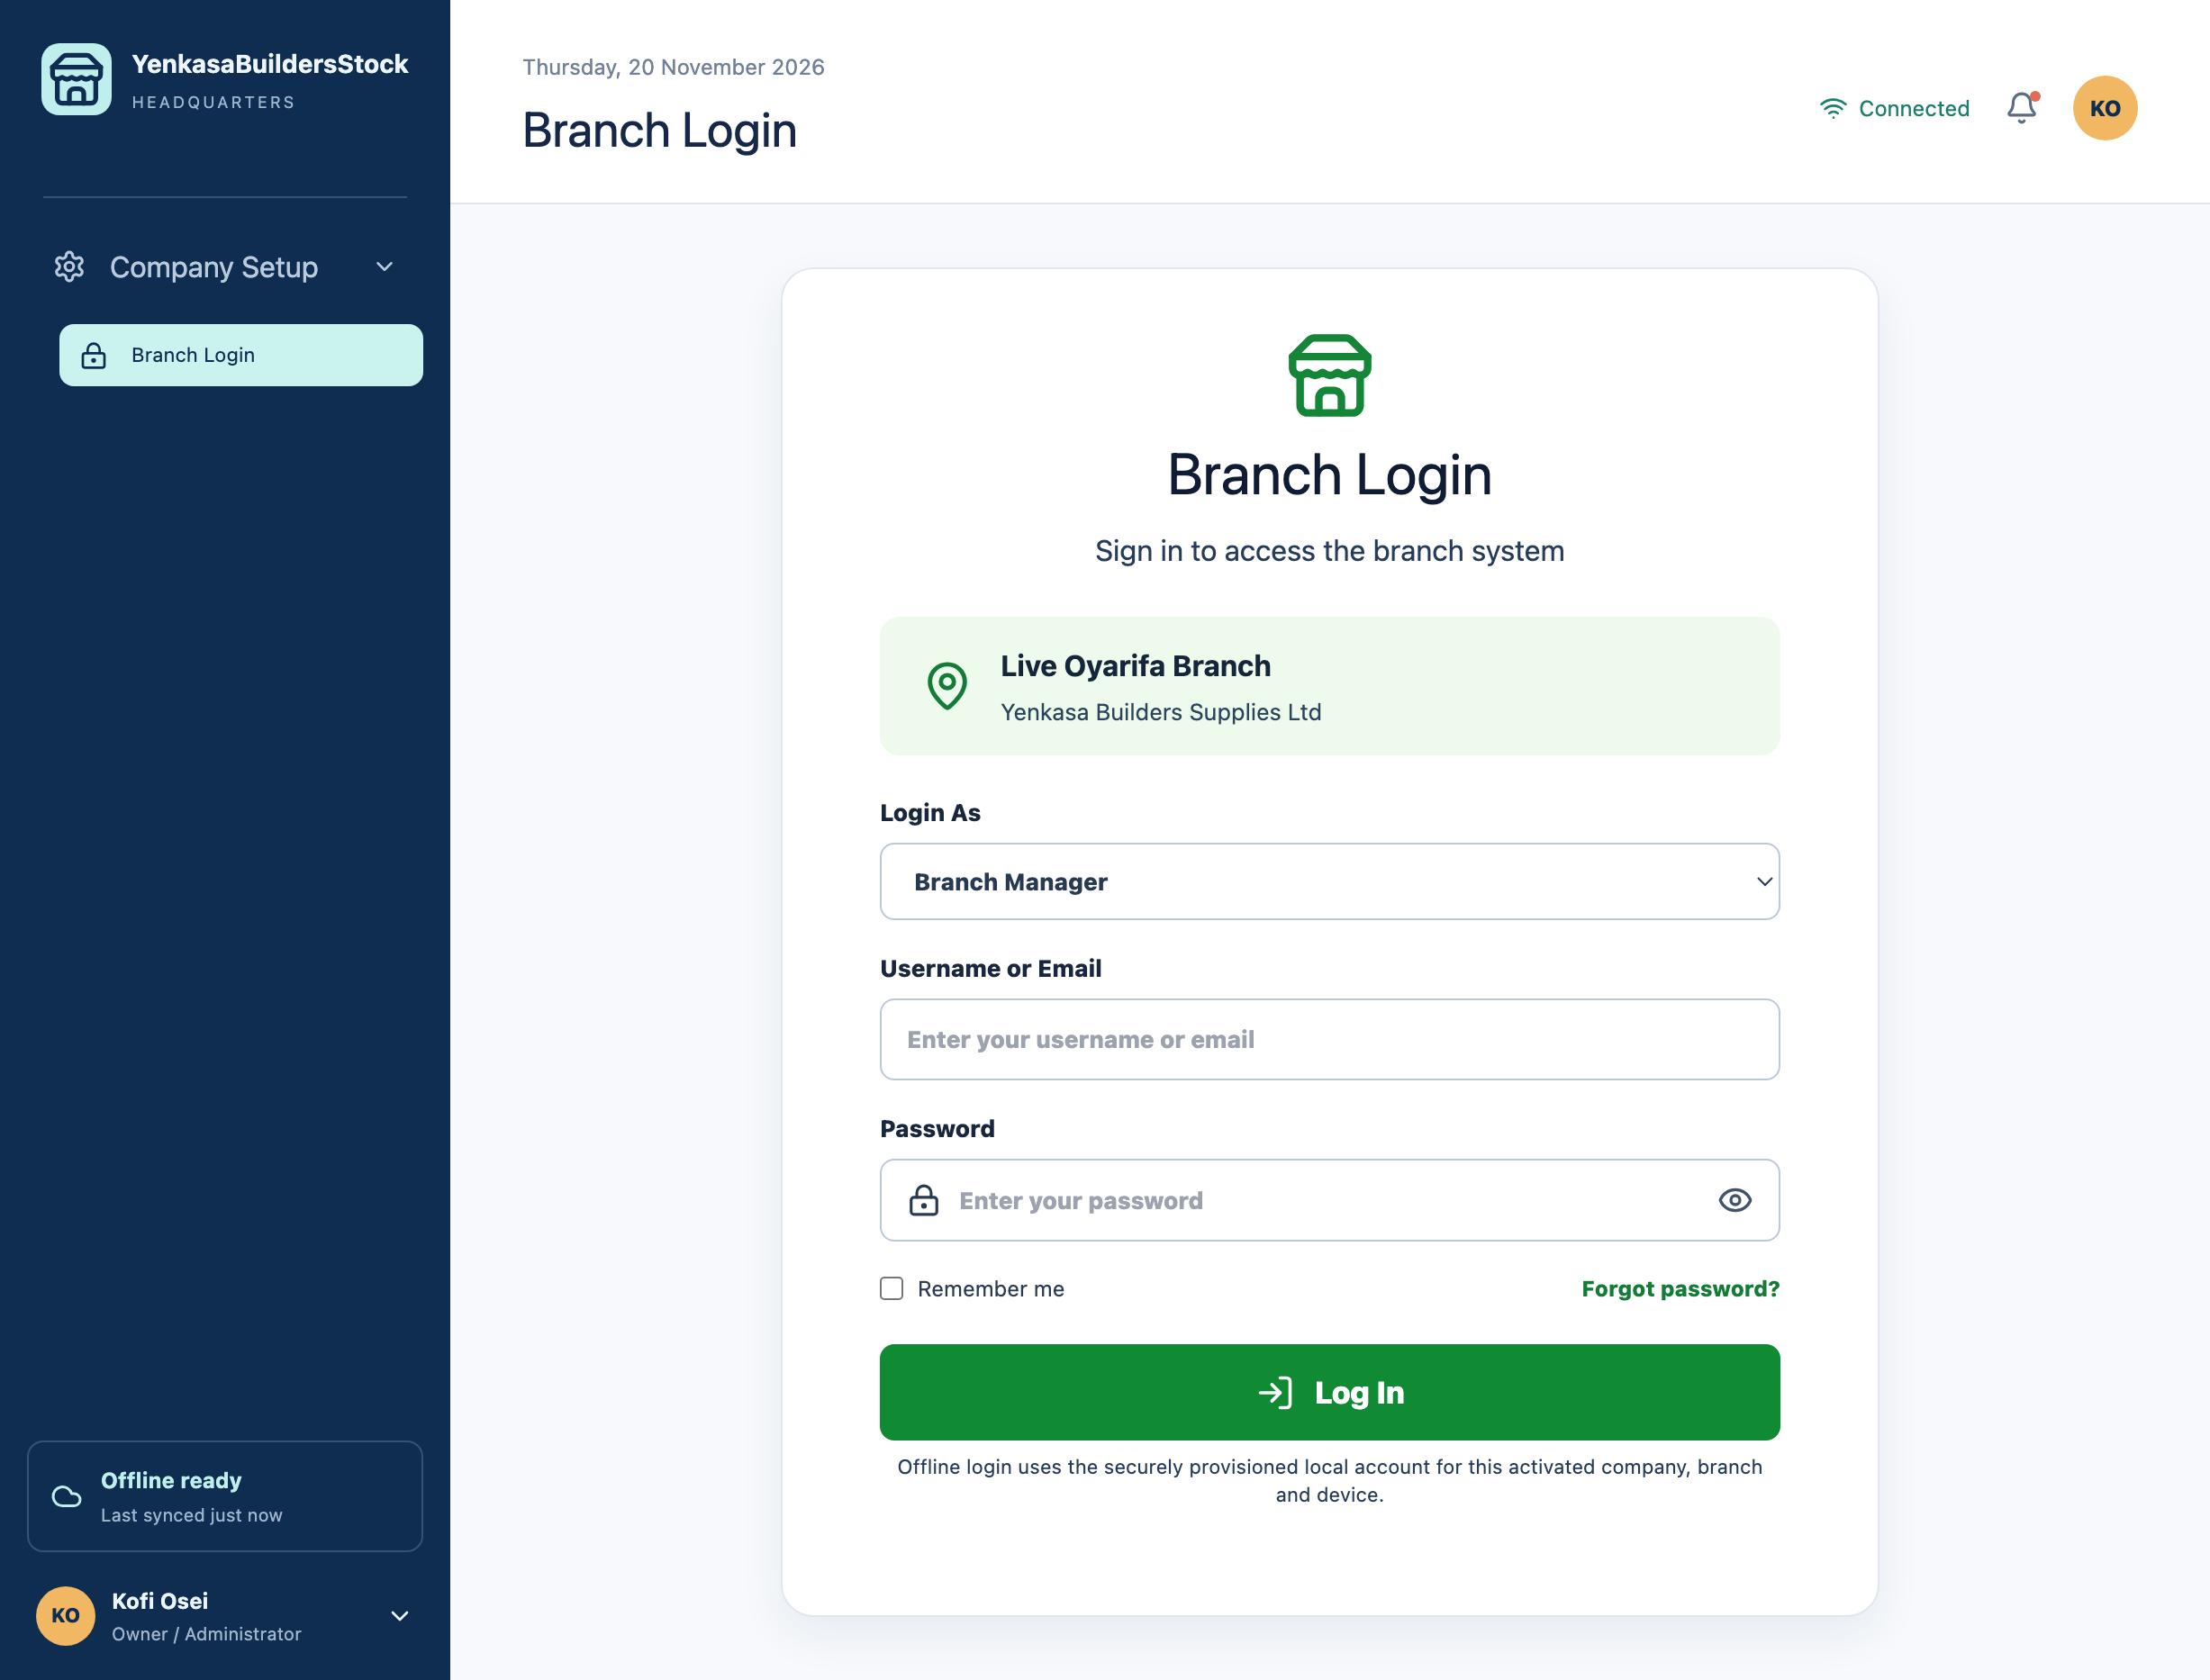 YenkasaBuildersStock
HEADQUARTERS
Company Setup
Branch Login
Offline ready
Last synced just now
KO
Kofi Osei
Owner / Administrator
Thursday, 20 November 2026
Branch Login
Connected
KO
Branch Login
Sign in to access the branch system
Live Oyarifa Branch
Yenkasa Builders Supplies Ltd
Login As
Branch Manager
Username or Email
Enter your username or email
Password
Enter your password
Remember me
Forgot password?
Log In
Offline login uses the securely provisioned local account for this activated company, branch
and device.